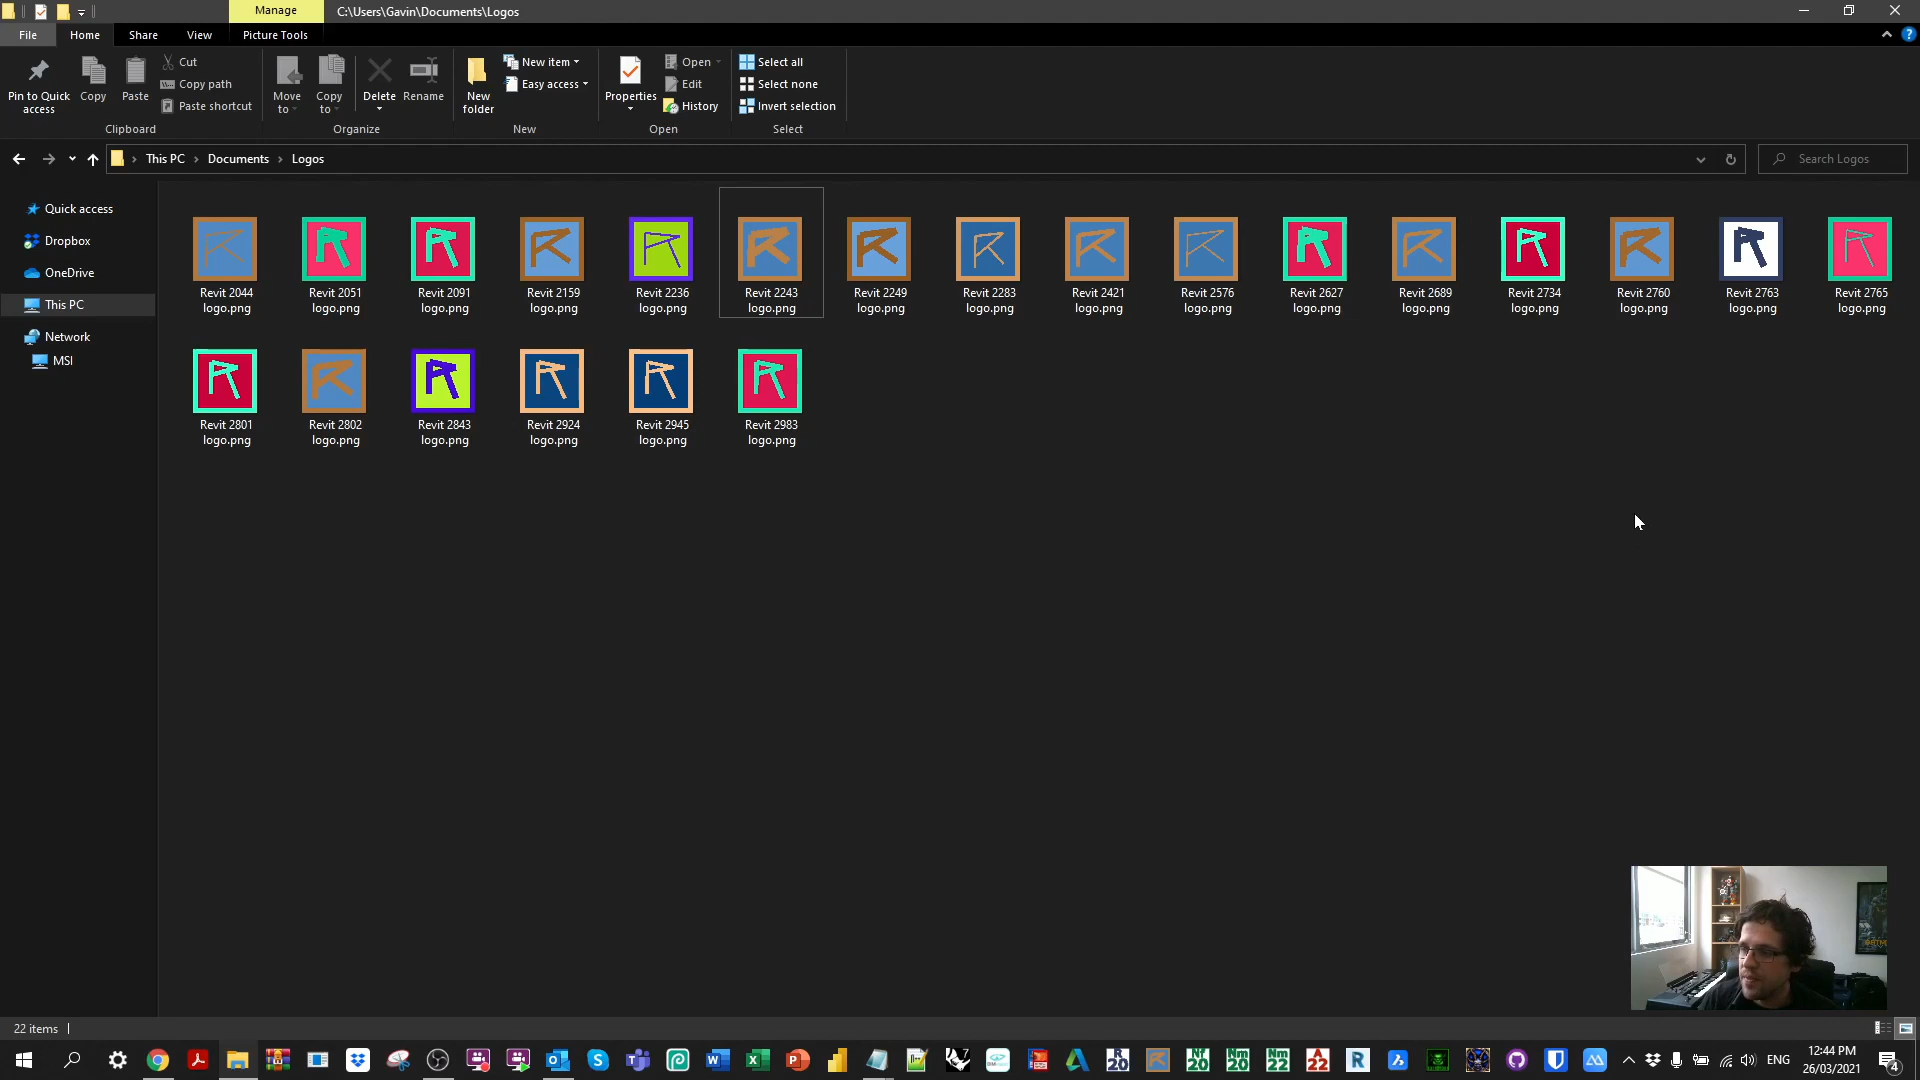 Manage
C:\Users\Gavin\Documents\Logos
File
Home
Share
View
Picture Tools
Pin to Quick
access
Copy
Paste
Cut
Copy path
Paste shortcut
Clipboard
Move
to
Copy
to
Delete
Rename
Organize
New
folder
New item
Easy access
New
Properties
Open
Edit
History
Open
Select all
Select none
Invert selection
Select
This PC
Documents
Logos
Search Logos
Quick access
Dropbox
OneDrive
This PC
Network
MSI
Revit 2044
logo.png
Revit 2051
logo.png
Revit 2091
logo.png
Revit 2159
logo.png
Revit 2236
logo.png
Revit 2243
logo.png
Revit 2249
logo.png
Revit 2283
logo.png
Revit 2421
logo.png
Revit 2576
logo.png
Revit 2627
logo.png
Revit 2689
logo.png
Revit 2734
logo.png
Revit 2760
logo.png
Revit 2763
logo.png
Revit 2765
logo.png
Revit 2801
logo.png
Revit 2802
logo.png
Revit 2843
logo.png
Revit 2924
logo.png
Revit 2945
logo.png
Revit 2983
logo.png
22 items
ENG
12:44 PM
26/03/2021
4